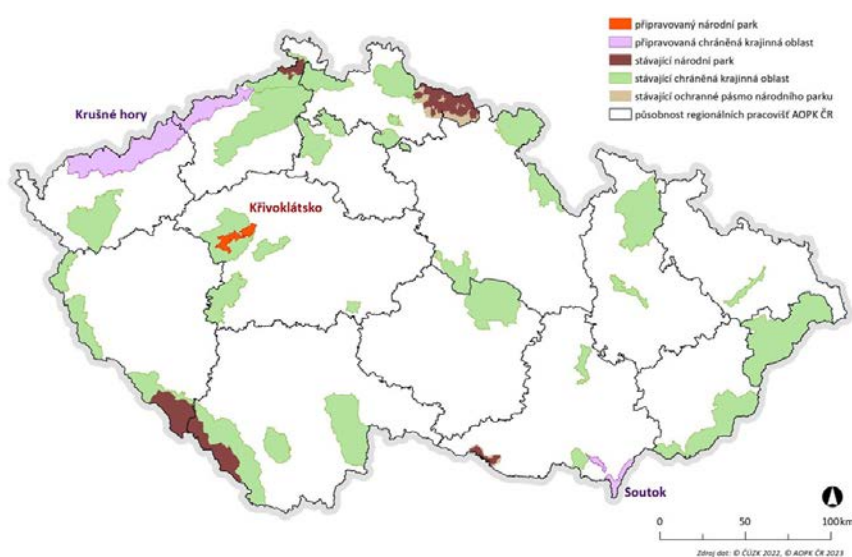 připravovaný národní park
připravovaná chráněná krajinná oblast
stávající národní park
stávající chráněná krajinná oblast
stávající ochranné pásmo národního parku
působnost regionálních pracovišť AOPK ČR
Krušné hory
Křivoklátsko
Soutok
0 50 100km
Zdroj dat: © ČÚZK 2022, © AOPK ČR 2023